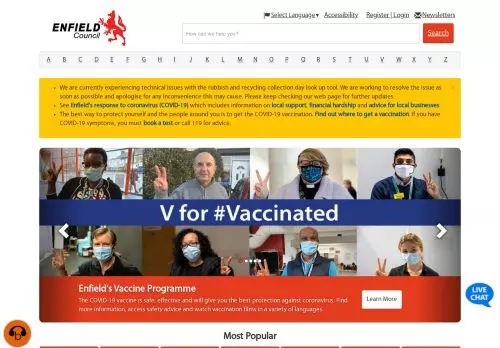 ENFIELD
Council
Select Language ▼
Accessibility
Register | Login
Newsletters
How can we help you?
Search
A B C D E F G H I J K L M N O P Q R S T U V W X Y Z
We are currently experiencing technical issues with the rubbish and recycling collection day look up tool. We are working to resolve the issue as
soon as possible and apologise for any inconvenience this may cause. Please keep checking our web page for further updates.
See Enfield's response to coronavirus (COVID-19) which includes information on local support, financial hardship and advice for local businesses
The best way to protect yourself and the people around you is to get the COVID-19 vaccination. Find out where to get a vaccination. If you have
COVID-19 symptoms, you must book a test or call 119 for advice.
V for #Vaccinated
Enfield's Vaccine Programme
The COVID-19 vaccine is safe, effective and will give you the best protection against coronavirus. Find
more information, access safety advice and watch vaccination films in a variety of languages
Learn More
LIVE
CHAT
Most Popular